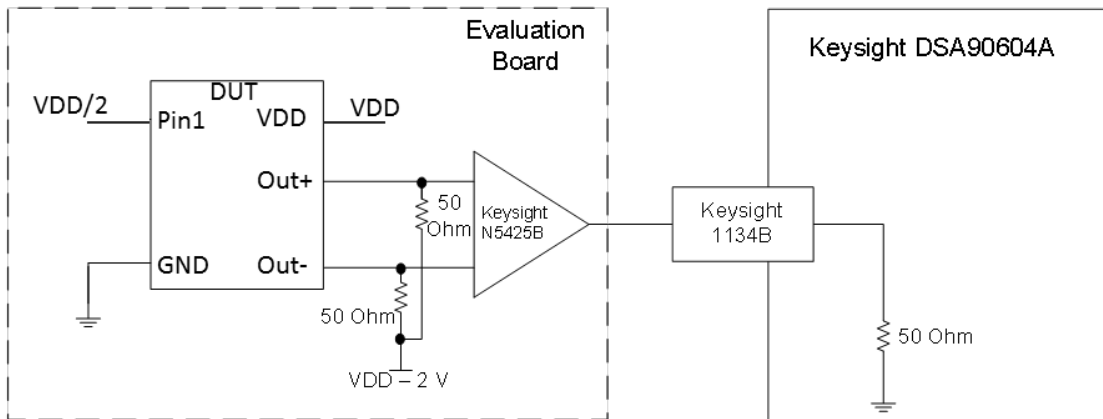 Evaluation
Board
Keysight DSA90604A
DUT
VDD/2
Pin1
VDD
VDD
Out+
50
Ohm
Keysight
N5425B
Keysight
1134B
GND
Out-
50 Ohm
50 Ohm
VDD – 2 V